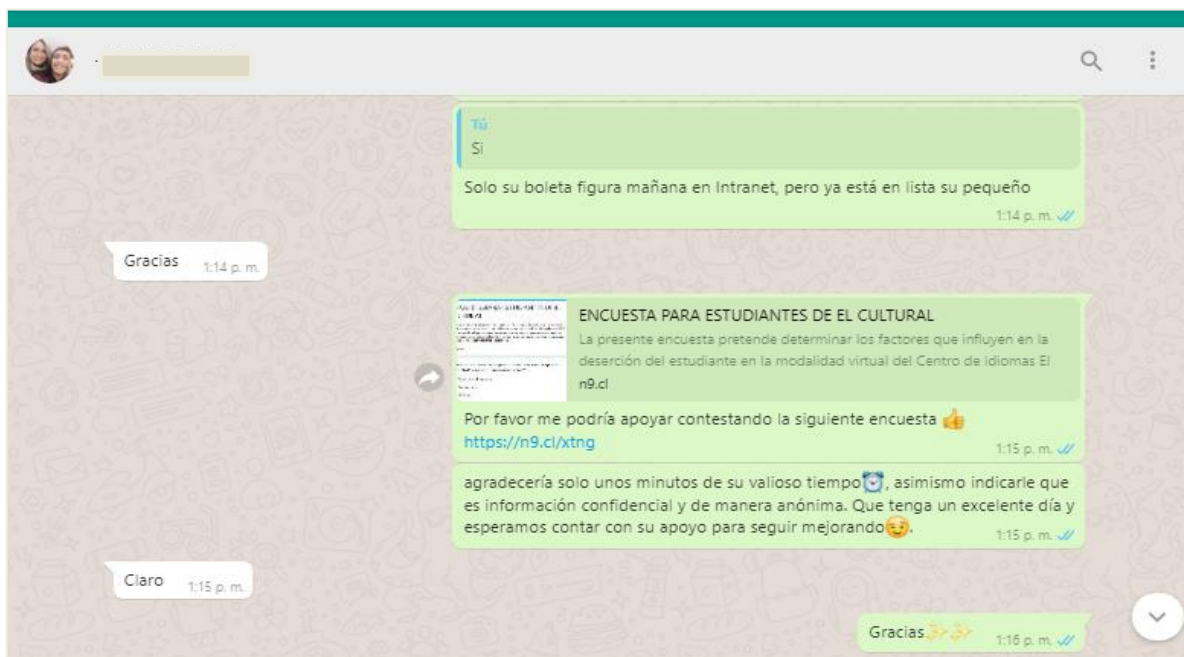 Tú
Si
Solo su boleta figura mañana en Intranet, pero ya está en lista su pequeño
1:14 p. m.
Gracias 1:14 p. m.
ENCUESTA PARA ESTUDIANTES DE EL CULTURAL
La presente encuesta pretende determinar los factores que influyen en la
deserción del estudiante en la modalidad virtual del Centro de Idiomas El
n9.cl
Por favor me podría apoyar contestando la siguiente encuesta 👍
https://n9.cl/xtng
1:15 p. m.
agradecería solo unos minutos de su valioso tiempo⏰, asimismo indicarle que
es información confidencial y de manera anónima. Que tenga un excelente día y
esperamos contar con su apoyo para seguir mejorando😉.
1:15 p. m.
Claro 1:15 p. m.
Gracias 1:16 p. m.